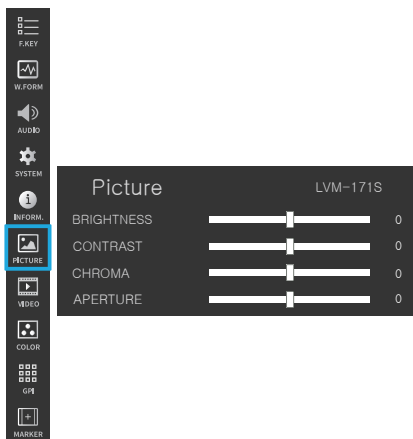 F.KEY
W.FORM
AUDIO
SYSTEM
INFORM.
PICTURE
VIDEO
COLOR
GPI
MARKER
Picture LVM-171S
BRIGHTNESS 0
CONTRAST 0
CHROMA 0
APERTURE 0